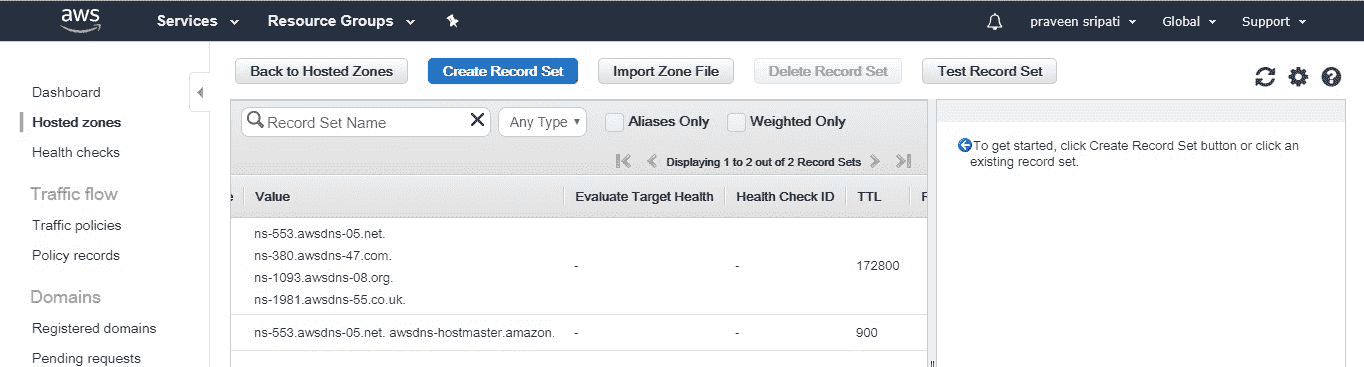 aws Services Resource Groups praveen sripati Global Support
Back to Hosted Zones Create Record Set Import Zone File Delete Record Set Test Record Set
Dashboard
Hosted zones
Health checks
Traffic flow
Traffic policies
Policy records
Domains
Registered domains
Pending requests
Record Set Name Any Type Aliases Only Weighted Only
Displaying 1 to 2 out of 2 Record Sets
Value Evaluate Target Health Health Check ID TTL
ns-553.awsdns-05.net.
ns-380.awsdns-47.com.
ns-1093.awsdns-08.org.
ns-1981.awsdns-55.co.uk.
- - 172800
ns-553.awsdns-05.net. awsdns-hostmaster.amazon. - - 900
To get started, click Create Record Set button or click an
existing record set.